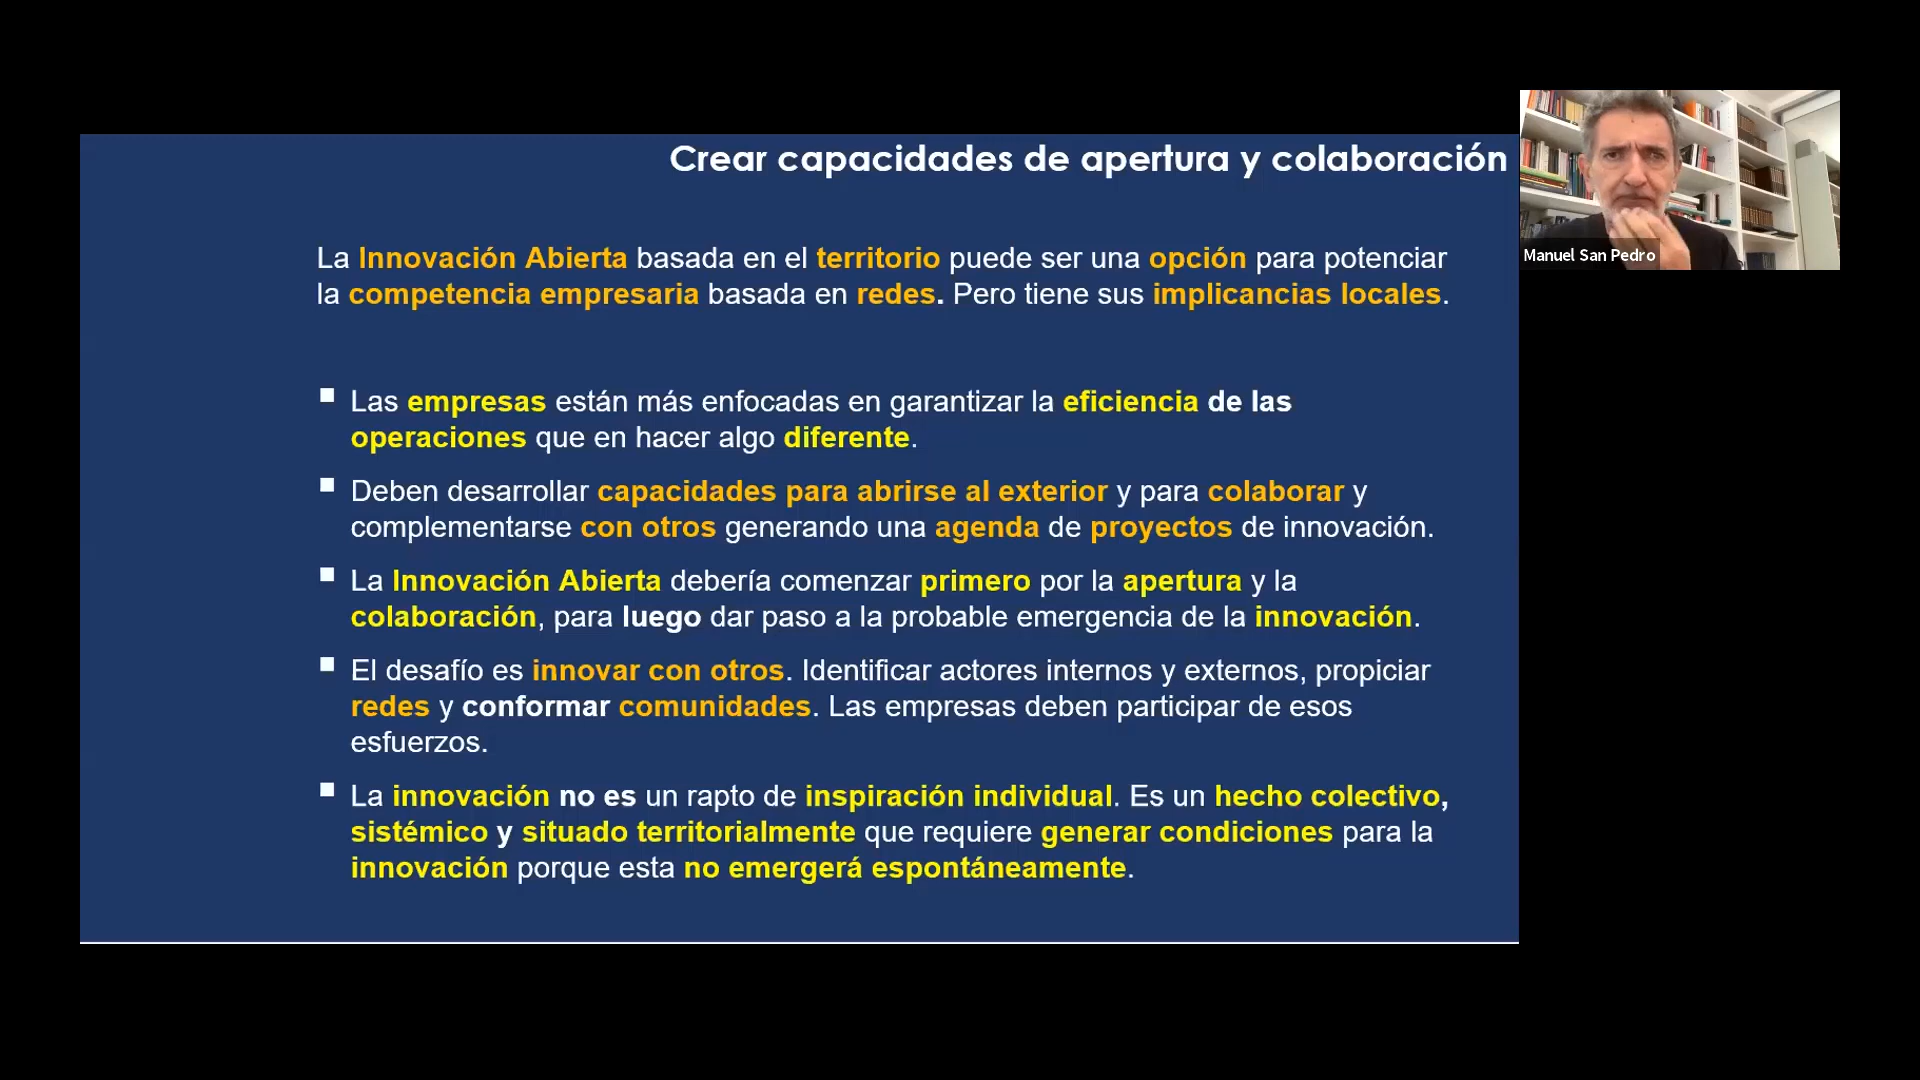 Crear capacidades de apertura y colaboración
Manuel San Pedro
La Innovación Abierta basada en el territorio puede ser una opción para potenciar
la competencia empresaria basada en redes. Pero tiene sus implicancias locales.
Las empresas están más enfocadas en garantizar la eficiencia de las
operaciones que en hacer algo diferente.
Deben desarrollar capacidades para abrirse al exterior y para colaborar y
complementarse con otros generando una agenda de proyectos de innovación.
La Innovación Abierta debería comenzar primero por la apertura y la
colaboración, para luego dar paso a la probable emergencia de la innovación.
El desafío es innovar con otros. Identificar actores internos y externos, propiciar
redes y conformar comunidades. Las empresas deben participar de esos
esfuerzos.
La innovación no es un rapto de inspiración individual. Es un hecho colectivo,
sistémico y situado territorialmente que requiere generar condiciones para la
innovación porque esta no emergerá espontáneamente.